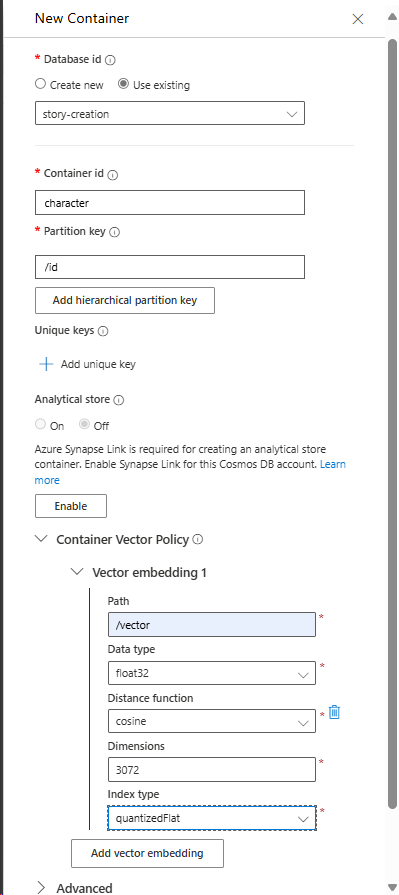 New Container
* Database id
Create new Use existing
story-creation
* Container id
character
* Partition key
/id
Add hierarchical partition key
Unique keys
Add unique key
Analytical store
On Off
Azure Synapse Link is required for creating an analytical store
container. Enable Synapse Link for this Cosmos DB account. Learn
more
Enable
Container Vector Policy
Vector embedding 1
Path
/vector *
Data type
float32 *
Distance function
cosine *
Dimensions
3072 *
Index type
quantizedFlat *
Add vector embedding
Advanced